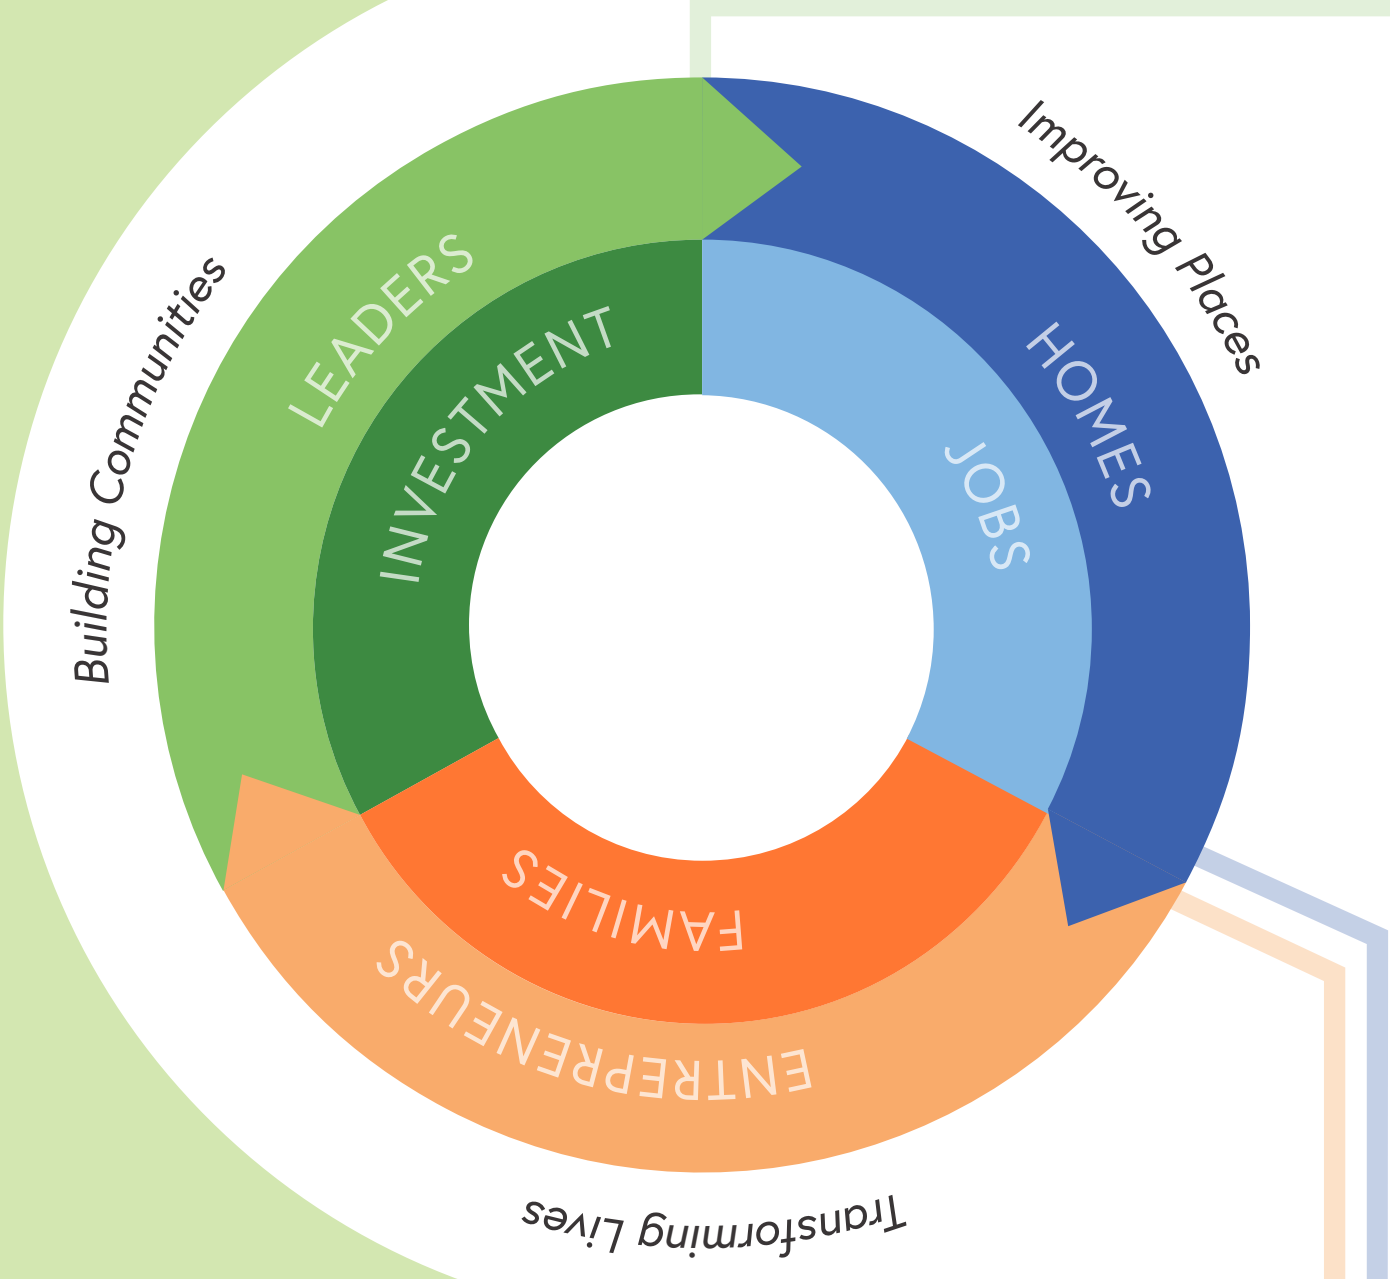 Improving Places
HOMES
JOBS
Transforming Lives
ENTREPRENEURS
FAMILIES
Building Communities
LEADERS
INVESTMENT